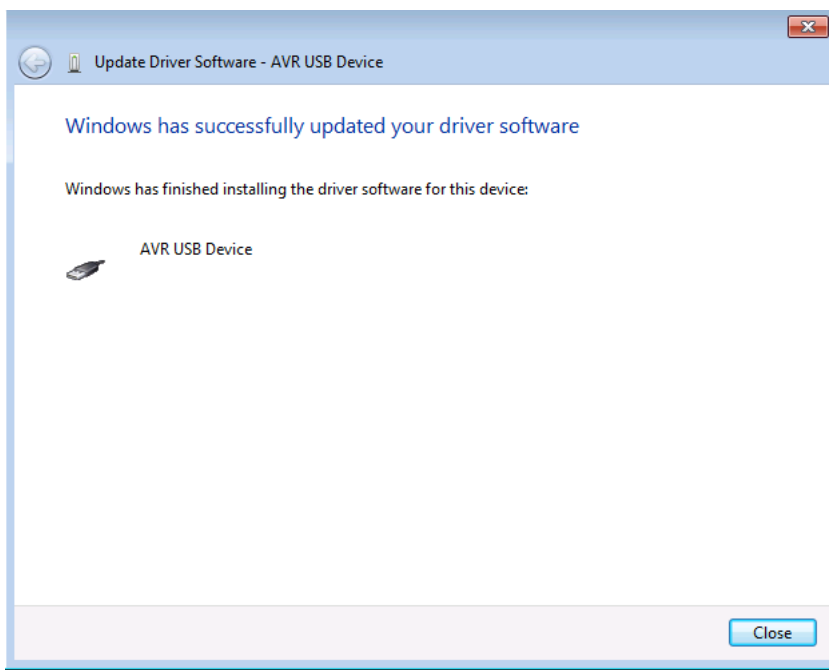 Update Driver Software - AVR USB Device
Windows has successfully updated your driver software
Windows has finished installing the driver software for this device:
AVR USB Device
Close